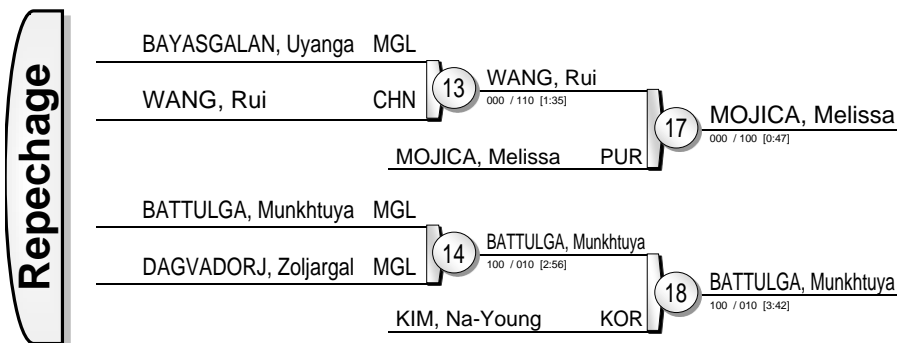 Repechage
BAYASGALAN, Uyanga MGL
WANG, Rui CHN
13
WANG, Rui
000 / 110 [1:35]
MOJICA, Melissa PUR
17
MOJICA, Melissa
000 / 100 [0:47]
BATTULGA, Munkhtuya MGL
DAGVADORJ, Zoljargal MGL
14
BATTULGA, Munkhtuya
100 / 010 [2:56]
KIM, Na-Young KOR
18
BATTULGA, Munkhtuya
100 / 010 [3:42]